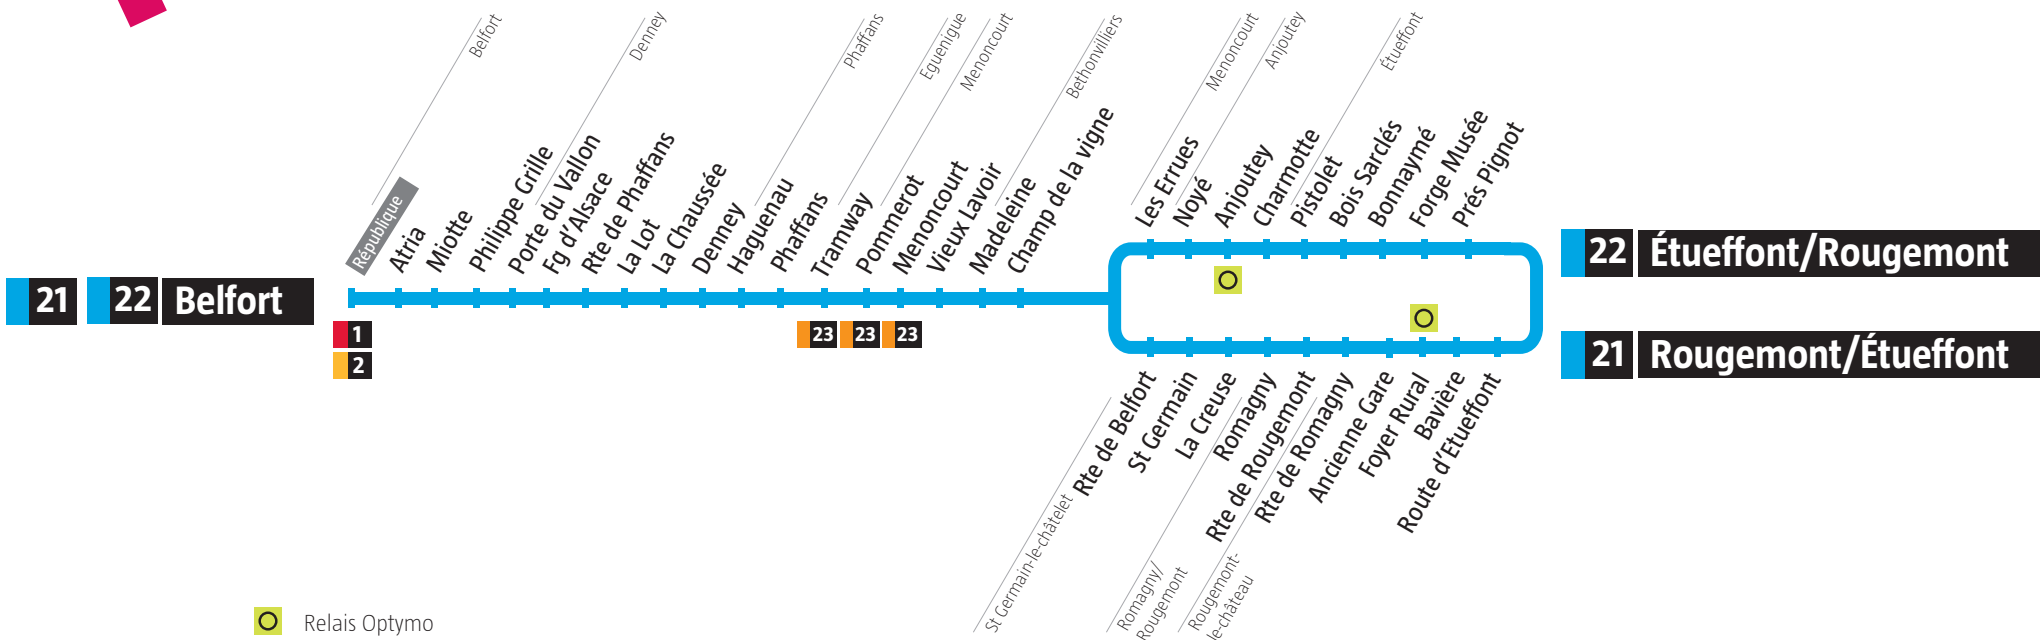 Belfort
Denney
Phaffans
Eguenigue
Menoncourt
Bethonvilliers
Menoncourt
Anjoutey
Étueffont
République
Atria
Miotte
Philippe Grille
Porte du Vallon
Fg d'Alsace
Rte de Phaffans
La Lot
La Chaussée
Denney
Haguenau
Phaffans
Tramway
Pommerot
Menoncourt
Vieux Lavoir
Madeleine
Champ de la vigne
Les Errues
Noyé
Anjoutey
Charmotte
Pistolet
Bois Sardés
Bonnaymé
Forge Musée
Prés Pignot
21 22 Belfort
22 Étueffont/Rougemont
21 Rougemont/Étueffont
1
2
23 23 23
Rte de Belfort
St Germain
La Creuse
Romagny
Rte de Rougemont
Rte de Romagny
Ancienne Gare
Foyer Rural
Bavière
Route d'Etueffont
St Germain-le-châtelet
Romagny/
Rougemont
Rougemont-
le-château
Relais Optymo